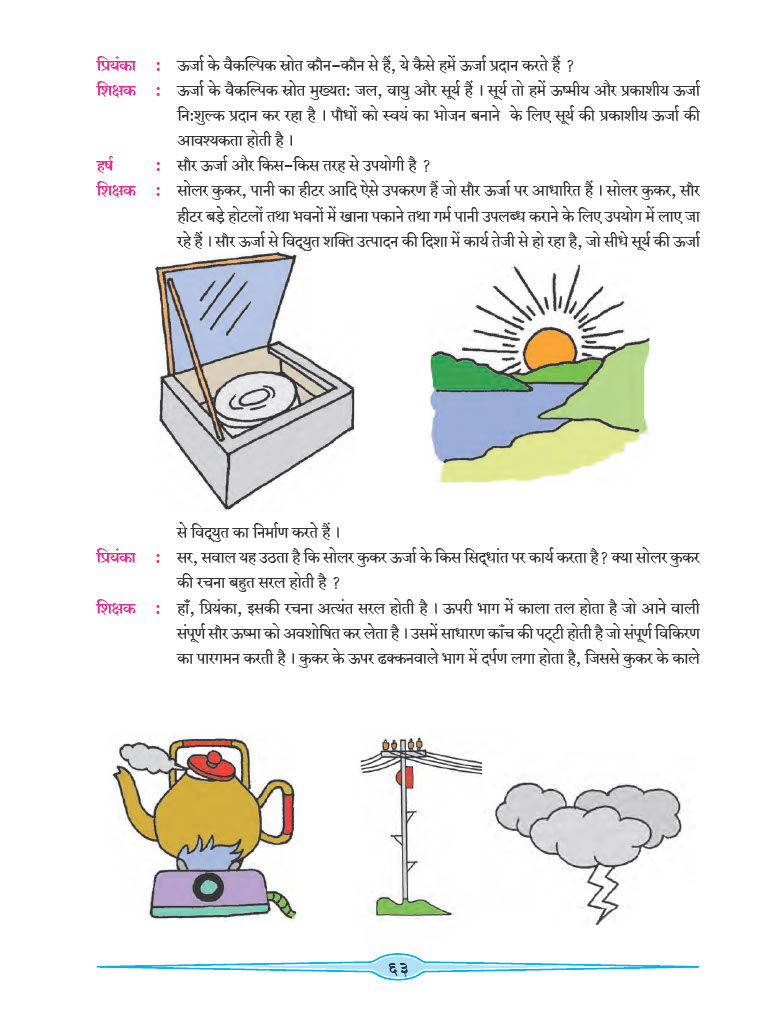 प्रियंका : ऊर्जा के वैकल्पिक स्रोत कौन-कौन से हैं, ये कैसे हमें ऊर्जा प्रदान करते हैं ?
शिक्षक : ऊर्जा के वैकल्पिक स्रोत मुख्यतः जल, वायु और सूर्य हैं । सूर्य तो हमें ऊष्मीय और प्रकाशीय ऊर्जा
निःशुल्क प्रदान कर रहा है । पौधों को स्वयं का भोजन बनाने के लिए सूर्य की प्रकाशीय ऊर्जा की
आवश्यकता होती है ।
हर्ष : सौर ऊर्जा और किस-किस तरह से उपयोगी है ?
शिक्षक : सोलर कुकर, पानी का हीटर आदि ऐसे उपकरण हैं जो सौर ऊर्जा पर आधारित हैं । सोलर कुकर, सौर
हीटर बड़े होटलों तथा भवनों में खाना पकाने तथा गर्म पानी उपलब्ध कराने के लिए उपयोग में लाए जा
रहे हैं । सौर ऊर्जा से विद्युत शक्ति उत्पादन की दिशा में कार्य तेजी से हो रहा है, जो सीधे सूर्य की ऊर्जा
से विद्युत का निर्माण करते हैं ।
प्रियंका : सर, सवाल यह उठता है कि सोलर कुकर ऊर्जा के किस सिद्धांत पर कार्य करता है? क्या सोलर कुकर
की रचना बहुत सरल होती है ?
शिक्षक : हाँ, प्रियंका, इसकी रचना अत्यंत सरल होती है । ऊपरी भाग में काला तल होता है जो आने वाली
संपूर्ण सौर ऊष्मा को अवशोषित कर लेता है । उसमें साधारण काँच की पट्टी होती है जो संपूर्ण विकिरण
का पारगमन करती है । कुकर के ऊपर ढक्कनवाले भाग में दर्पण लगा होता है, जिससे कुकर के काले
६३